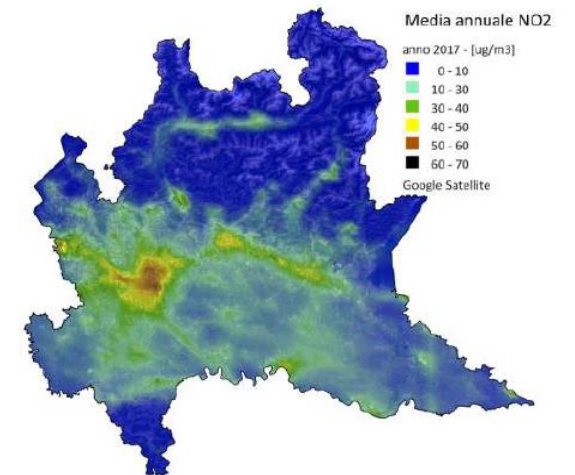 Media annuale NO2
anno 2017 - [ug/m3]
0 - 10
10 - 30
30 - 40
40 - 50
50 - 60
60 - 70
Google Satellite